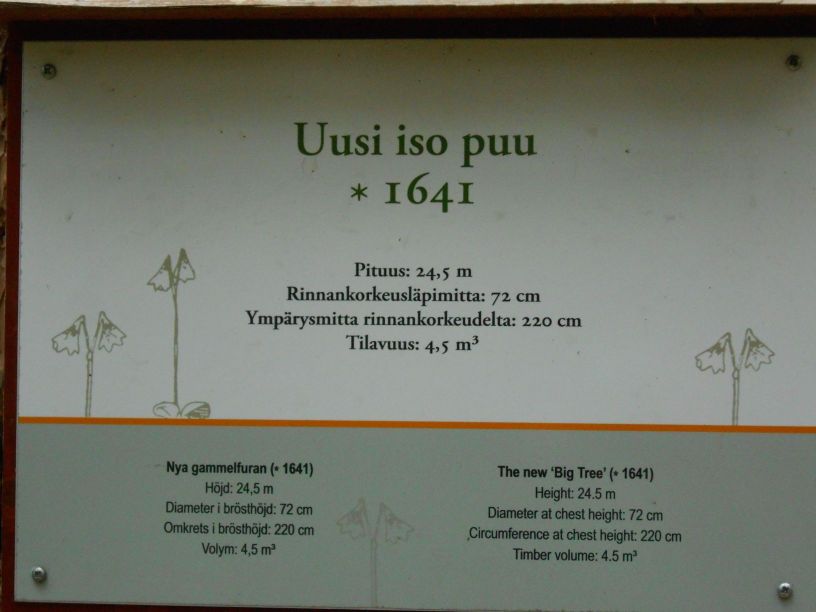 Uusi iso puu
* 1641
Pituus: 24,5 m
Rinnankorkeusläpimitta: 72 cm
Ympärysmitta rinnankorkeudelta: 220 cm
Tilavuus: 4,5 m³
Nya gammelfuran (* 1641)
Höjd: 24,5 m
Diameter i brösthöjd: 72 cm
Omkrets i brösthöjd: 220 cm
Volym: 4,5 m³
The new ‘Big Tree’ (* 1641)
Height: 24.5 m
Diameter at chest height: 72 cm
Circumference at chest height: 220 cm
Timber volume: 4.5 m³